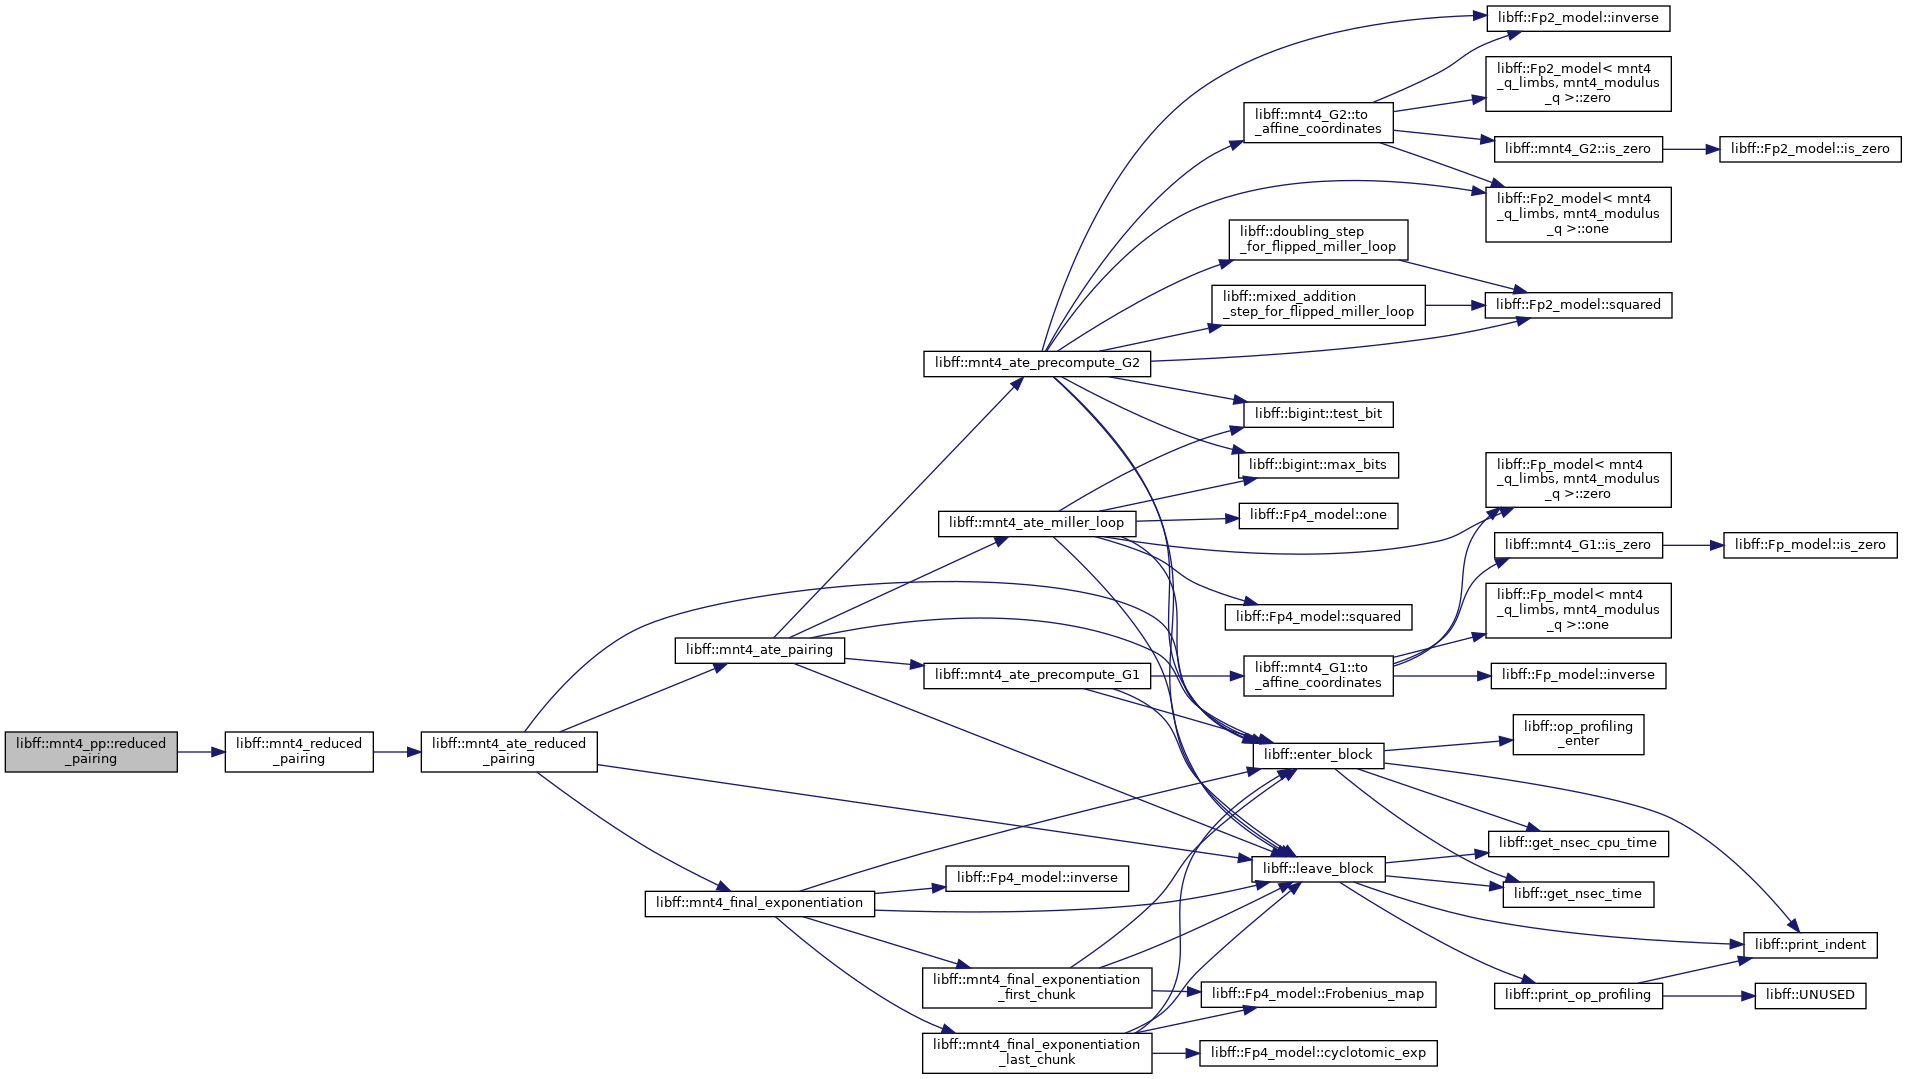 libff::mnt4_pp::reduced
_pairing
libff::mnt4_reduced
_pairing
libff::mnt4_ate_reduced
_pairing
libff::mnt4_ate_pairing
libff::mnt4_final_exponentiation
libff::mnt4_ate_precompute_G2
libff::mnt4_ate_miller_loop
libff::mnt4_ate_precompute_G1
libff::Fp4_model::inverse
libff::mnt4_final_exponentiation
_first_chunk
libff::mnt4_final_exponentiation
_last_chunk
libff::mnt4_G2::to
_affine_coordinates
libff::doubling_step
_for_flipped_miller_loop
libff::mixed_addition
_step_for_flipped_miller_loop
libff::bigint::test_bit
libff::bigint::max_bits
libff::Fp4_model::one
libff::Fp4_model::squared
libff::mnt4_G1::to
_affine_coordinates
libff::enter_block
libff::leave_block
libff::Fp4_model::Frobenius_map
libff::Fp4_model::cyclotomic_exp
libff::Fp2_model::inverse
libff::Fp2_model< mnt4
_q_limbs, mnt4_modulus
_q >::zero
libff::mnt4_G2::is_zero
libff::Fp2_model< mnt4
_q_limbs, mnt4_modulus
_q >::one
libff::Fp2_model::squared
libff::Fp_model< mnt4
_q_limbs, mnt4_modulus
_q >::zero
libff::mnt4_G1::is_zero
libff::Fp_model< mnt4
_q_limbs, mnt4_modulus
_q >::one
libff::Fp_model::inverse
libff::op_profiling
_enter
libff::get_nsec_cpu_time
libff::get_nsec_time
libff::print_op_profiling
libff::Fp2_model::is_zero
libff::Fp_model::is_zero
libff::print_indent
libff::UNUSED